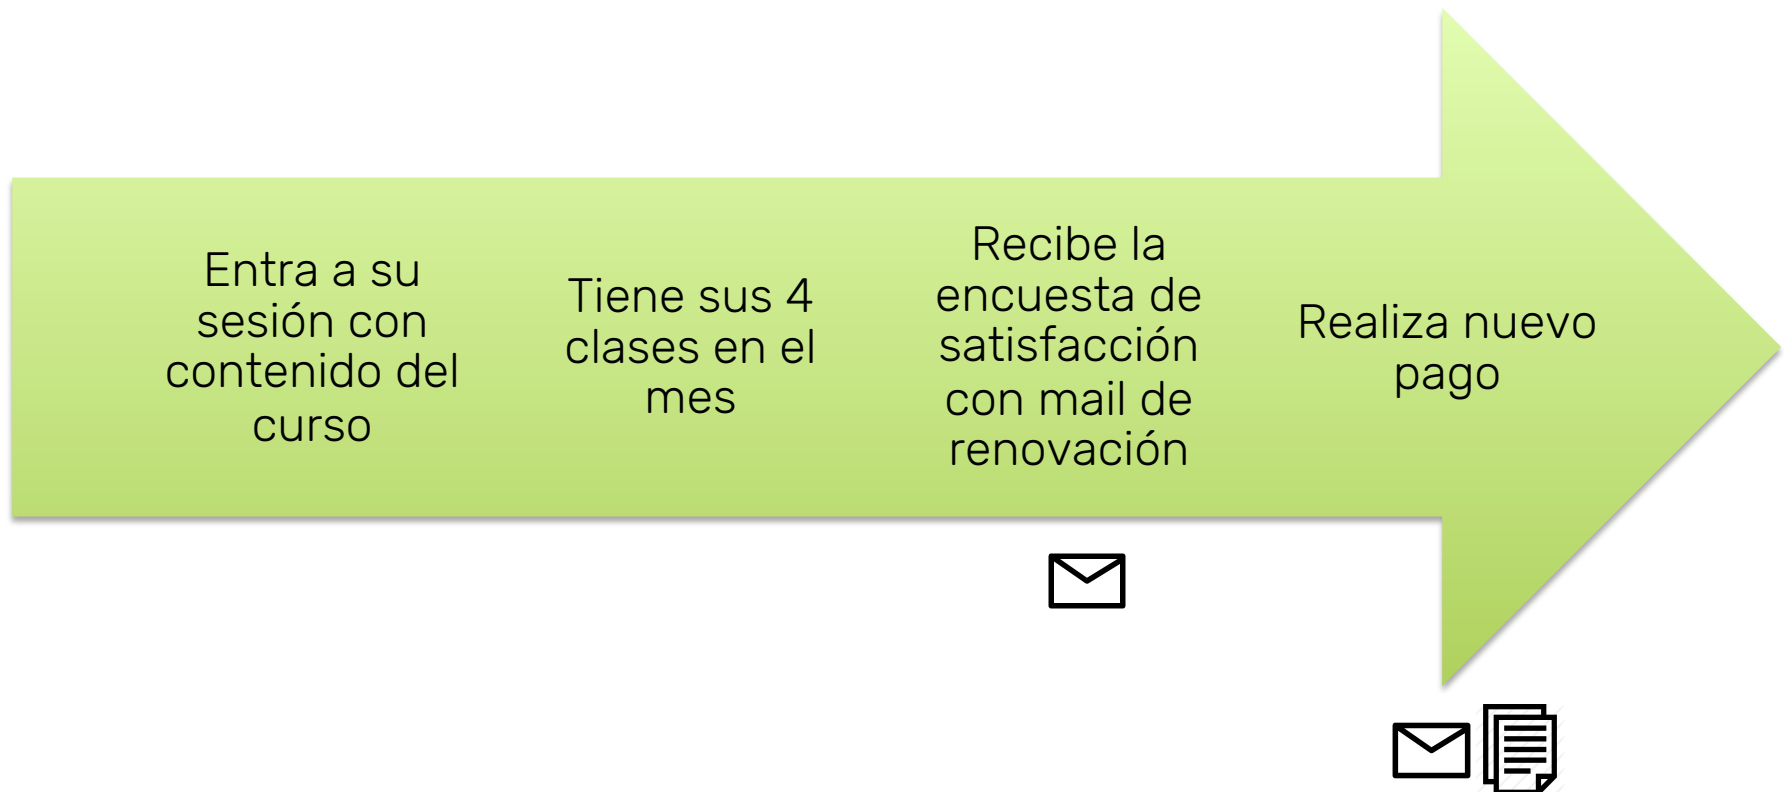 Entra a su
sesión con
contenido del
curso
Tiene sus 4
clases en el
mes
Recibe la
encuesta de
satisfacción
con mail de
renovación
Realiza nuevo
pago